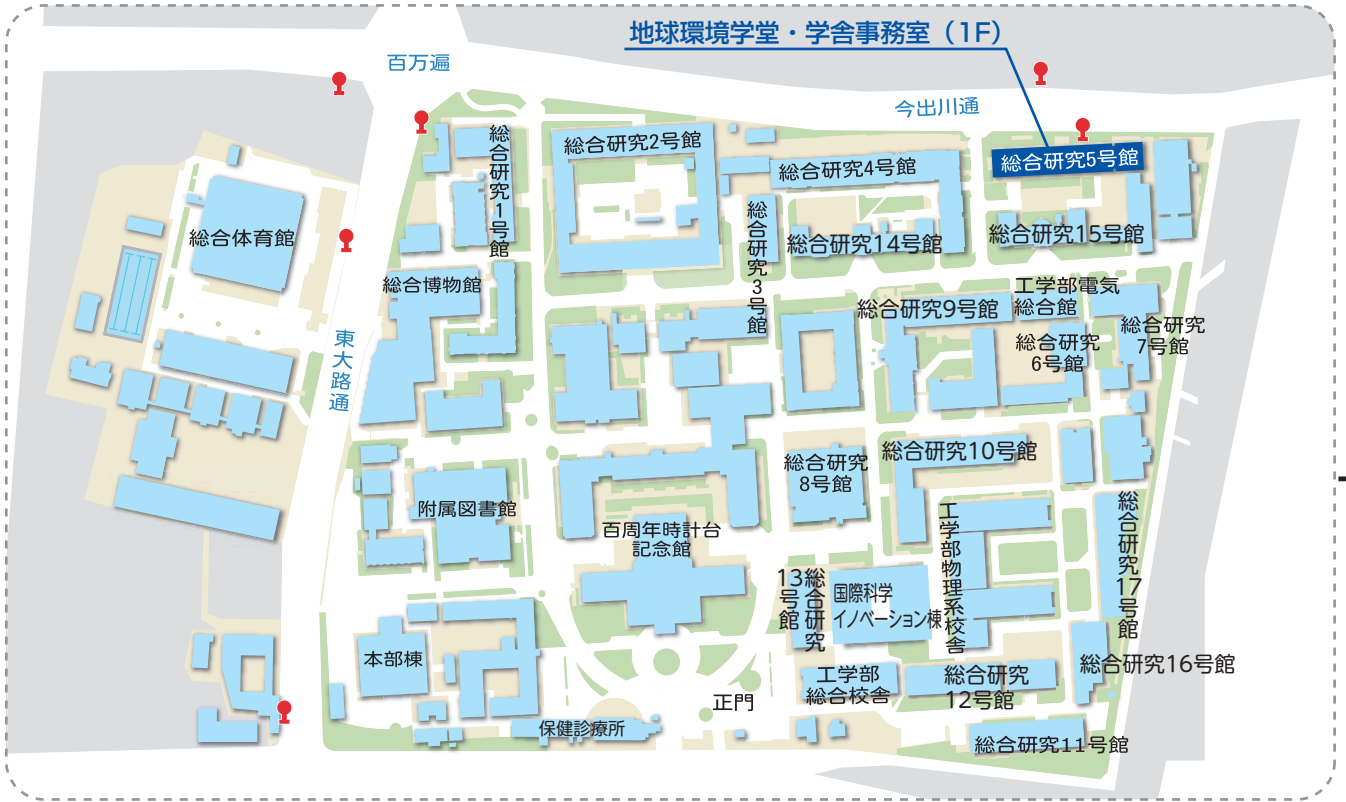 地球環境学堂・学舎事務室（1F）
百万遍
今出川通
総合研究1号館
総合研究2号館
総合研究4号館
総合研究5号館
総合体育館
総合研究3号館
総合研究14号館
総合研究15号館
総合博物館
工学部電気
総合館
総合研究9号館
総合研究
7号館
総合研究
6号館
東大路通
総合研究10号館
総合研究
8号館
附属図書館
百周年時計台
記念館
工学部物理系校舎
総合研究17号館
総合研究
13号館
国際科学
イノベーション棟
本部棟
総合研究16号館
工学部
総合校舎
総合研究
12号館
正門
保健診療所
総合研究11号館